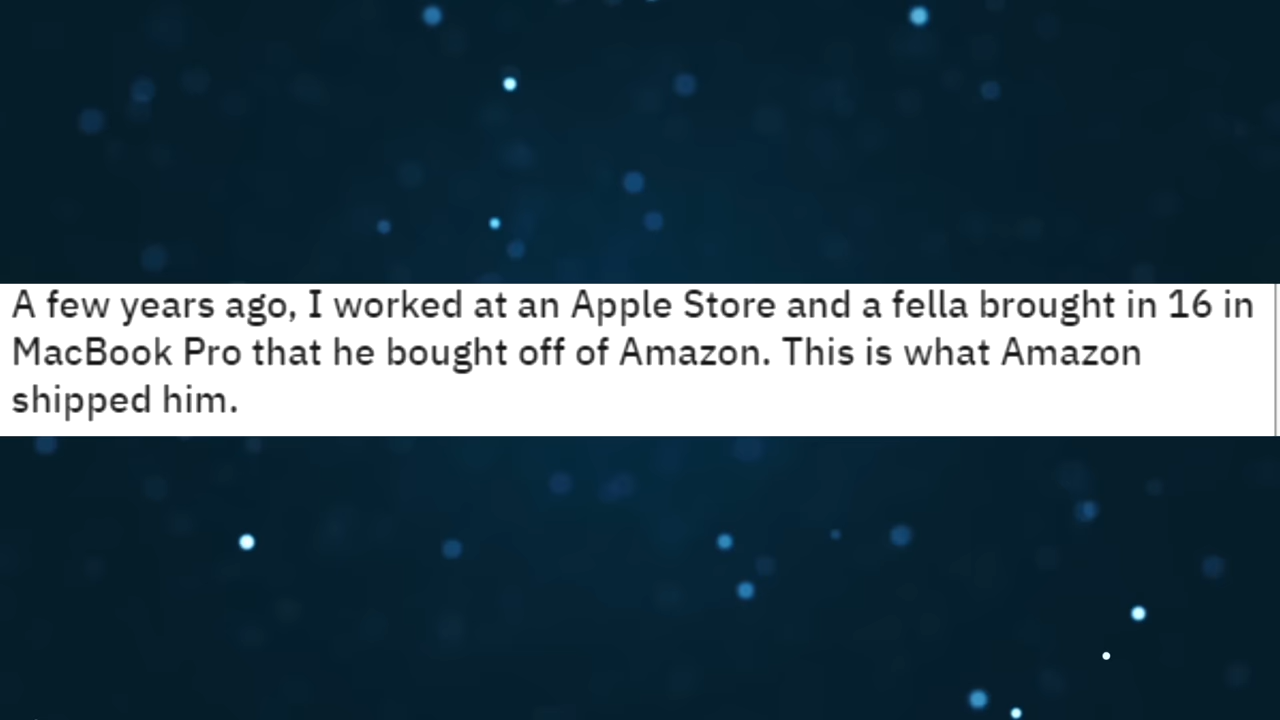 A few years ago, I worked at an Apple Store and a fella brought in 16 in
MacBook Pro that he bought off of Amazon. This is what Amazon
shipped him.